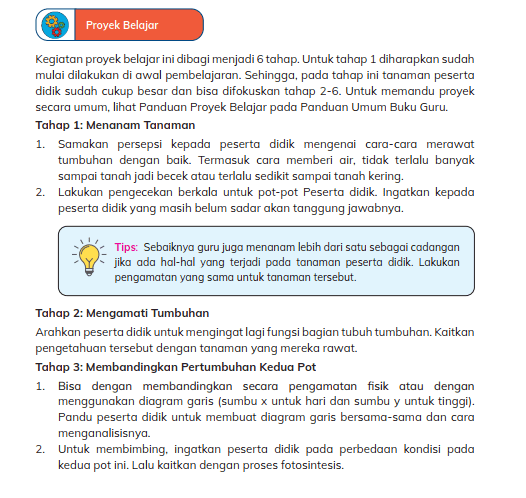 Proyek Belajar
Kegiatan proyek belajar ini dibagi menjadi 6 tahap. Untuk tahap 1 diharapkan sudah
mulai dilakukan di awal pembelajaran. Sehingga, pada tahap ini tanaman peserta
didik sudah cukup besar dan bisa difokuskan tahap 2-6. Untuk memandu proyek
secara umum, lihat Panduan Proyek Belajar pada Panduan Umum Buku Guru.
Tahap 1: Menanam Tanaman
1. Samakan persepsi kepada peserta didik mengenai cara-cara merawat
tumbuhan dengan baik. Termasuk cara memberi air, tidak terlalu banyak
sampai tanah jadi becek atau terlalu sedikit sampai tanah kering.
2. Lakukan pengecekan berkala untuk pot-pot Peserta didik. Ingatkan kepada
peserta didik yang masih belum sadar akan tanggung jawabnya.
Tips: Sebaiknya guru juga menanam lebih dari satu sebagai cadangan
jika ada hal-hal yang terjadi pada tanaman peserta didik. Lakukan
pengamatan yang sama untuk tanaman tersebut.
Tahap 2: Mengamati Tumbuhan
Arahkan peserta didik untuk mengingat lagi fungsi bagian tubuh tumbuhan. Kaitkan
pengetahuan tersebut dengan tanaman yang mereka rawat.
Tahap 3: Membandingkan Pertumbuhan Kedua Pot
1. Bisa dengan membandingkan secara pengamatan fisik atau dengan
menggunakan diagram garis (sumbu x untuk hari dan sumbu y untuk tinggi).
Pandu peserta didik untuk membuat diagram garis bersama-sama dan cara
menganalisisnya.
2. Untuk membimbing, ingatkan peserta didik pada perbedaan kondisi pada
kedua pot ini. Lalu kaitkan dengan proses fotosintesis.